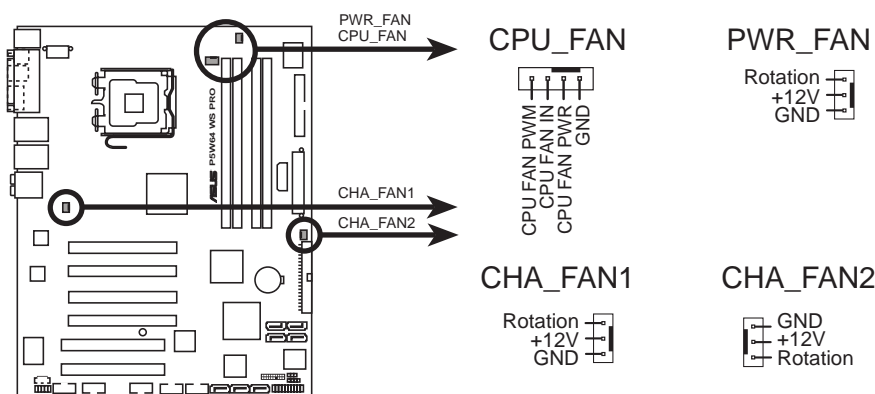 PWR_FAN
CPU_FAN
CPU_FAN
CPU FAN PWM
CPU FAN IN
CPU FAN PWR
GND
PWR_FAN
Rotation
+12V
GND
ASUS P5W64 WS PRO
CHA_FAN1
CHA_FAN2
CHA_FAN1
Rotation
+12V
GND
CHA_FAN2
GND
+12V
Rotation